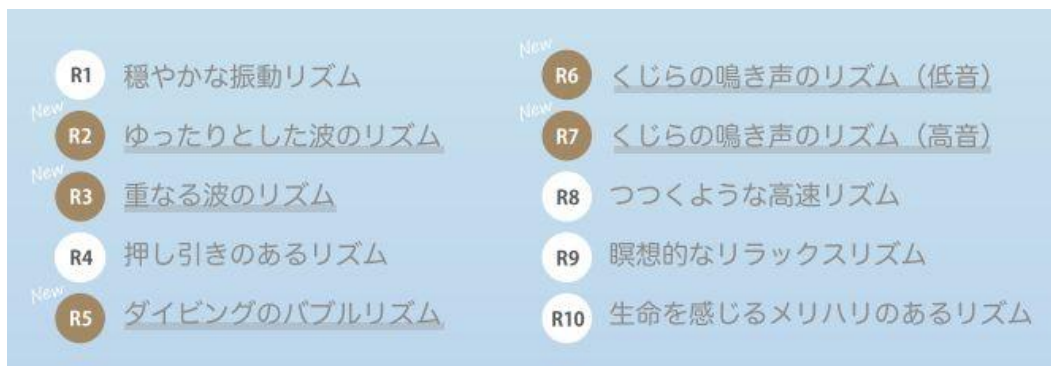 R1 穏やかな振動リズム
New
R2 ゆったりとした波のリズム
New
R3 重なる波のリズム
R4 押し引きのあるリズム
New
R5 ダイビングのバブルリズム
New
R6 くじらの鳴き声のリズム（低音）
New
R7 くじらの鳴き声のリズム（高音）
R8 つつくような高速リズム
R9 瞑想的なリラックスリズム
R10 生命を感じるメリハリのあるリズム